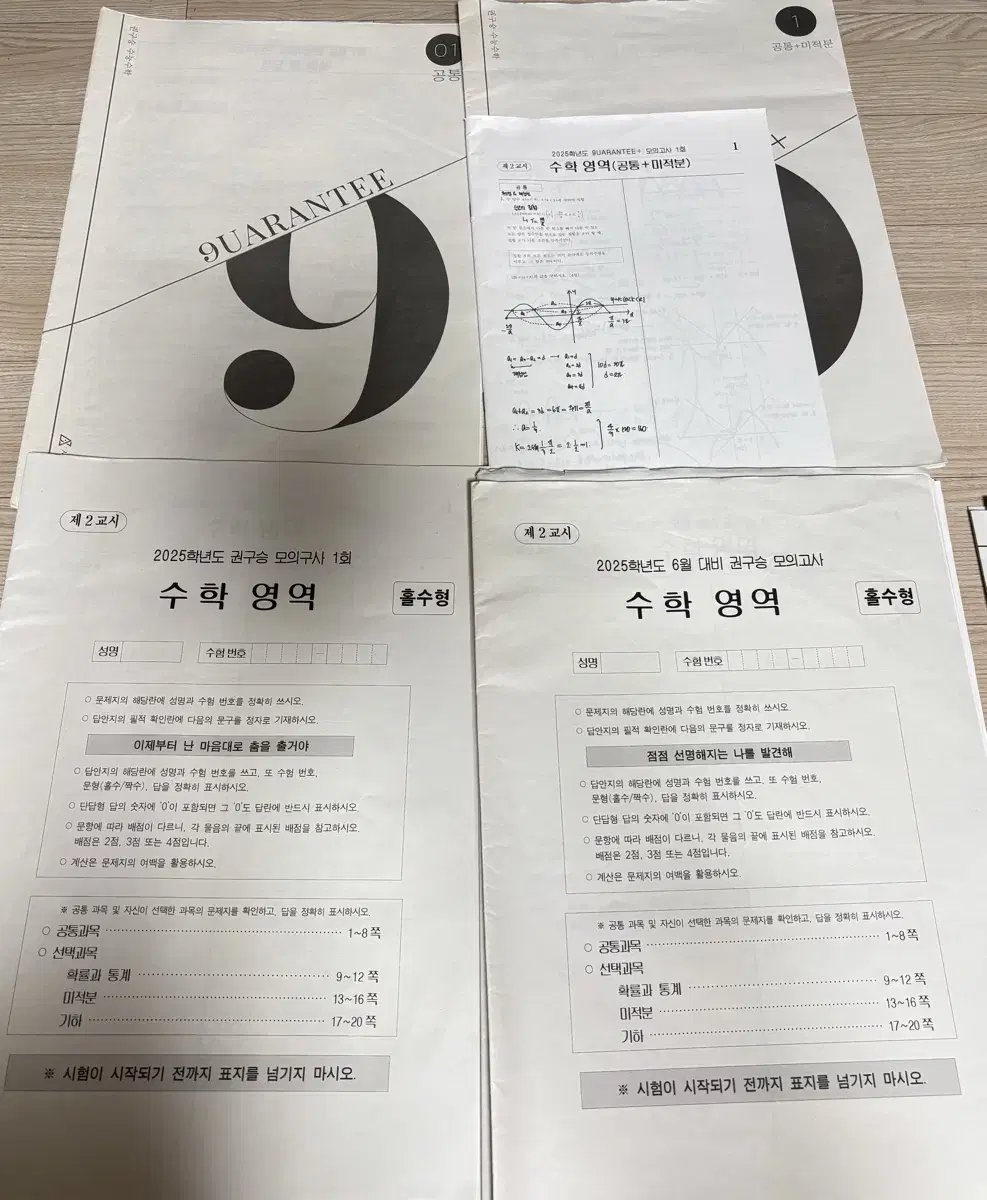 권구승 수능수학
01
공통
9UARANTEE
권구승 수능수학
1
공통+미적분
+
2025학년도 9UARANTEE+ 모의고사 1회
1
제 2 교시
수학 영역(공통+미적분)
제 2 교시
2025학년도 권구승 모의구사 1회
수학 영역
홀수형
성명
수험 번호
–
○ 문제지의 해당란에 성명과 수험 번호를 정확히 쓰시오.
○ 답안지의 필적 확인란에 다음의 문구를 정자로 기재하시오.
이제부터 난 마음대로 춤을 출거야
○ 답안지의 해당란에 성명과 수험 번호를 쓰고, 또 수험 번호,
문형(홀수/짝수), 답을 정확히 표시하시오.
○ 단답형 답의 숫자에 '0'이 포함되면 그 '0'도 답란에 반드시 표시하시오.
○ 문항에 따라 배점이 다르니, 각 물음의 끝에 표시된 배점을 참고하시오.
배점은 2점, 3점 또는 4점입니다.
○ 계산은 문제지의 여백을 활용하시오.
※ 공통 과목 및 자신이 선택한 과목의 문제지를 확인하고, 답을 정확히 표시하시오.
○ 공통과목 1~8 쪽
○ 선택과목
확률과 통계 9~12 쪽
미적분 13~16 쪽
기하 17~20 쪽
※ 시험이 시작되기 전까지 표지를 넘기지 마시오.
제 2 교시
2025학년도 6월 대비 권구승 모의고사
수학 영역
홀수형
성명
수험 번호
–
○ 문제지의 해당란에 성명과 수험 번호를 정확히 쓰시오.
○ 답안지의 필적 확인란에 다음의 문구를 정자로 기재하시오.
점점 선명해지는 나를 발견해
○ 답안지의 해당란에 성명과 수험 번호를 쓰고, 또 수험 번호,
문형(홀수/짝수), 답을 정확히 표시하시오.
○ 단답형 답의 숫자에 '0'이 포함되면 그 '0'도 답란에 반드시 표시하시오.
○ 문항에 따라 배점이 다르니, 각 물음의 끝에 표시된 배점을 참고하시오.
배점은 2점, 3점 또는 4점입니다.
○ 계산은 문제지의 여백을 활용하시오.
※ 공통 과목 및 자신이 선택한 과목의 문제지를 확인하고, 답을 정확히 표시하시오.
○ 공통과목 1~8 쪽
○ 선택과목
확률과 통계 9~12 쪽
미적분 13~16 쪽
기하 17~20 쪽
※ 시험이 시작되기 전까지 표지를 넘기지 마시오.